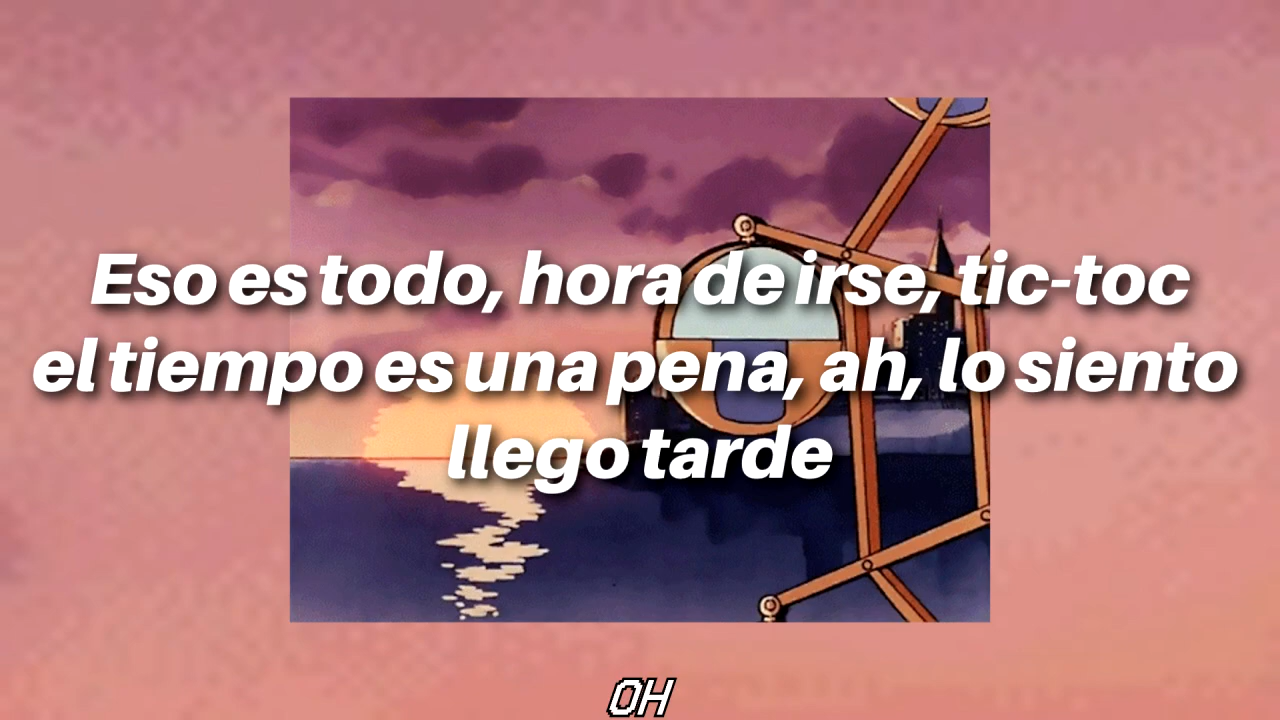 Eso es todo, hora de irse, tic-toc
el tiempo es una pena, ah, lo siento
llego tarde
OH